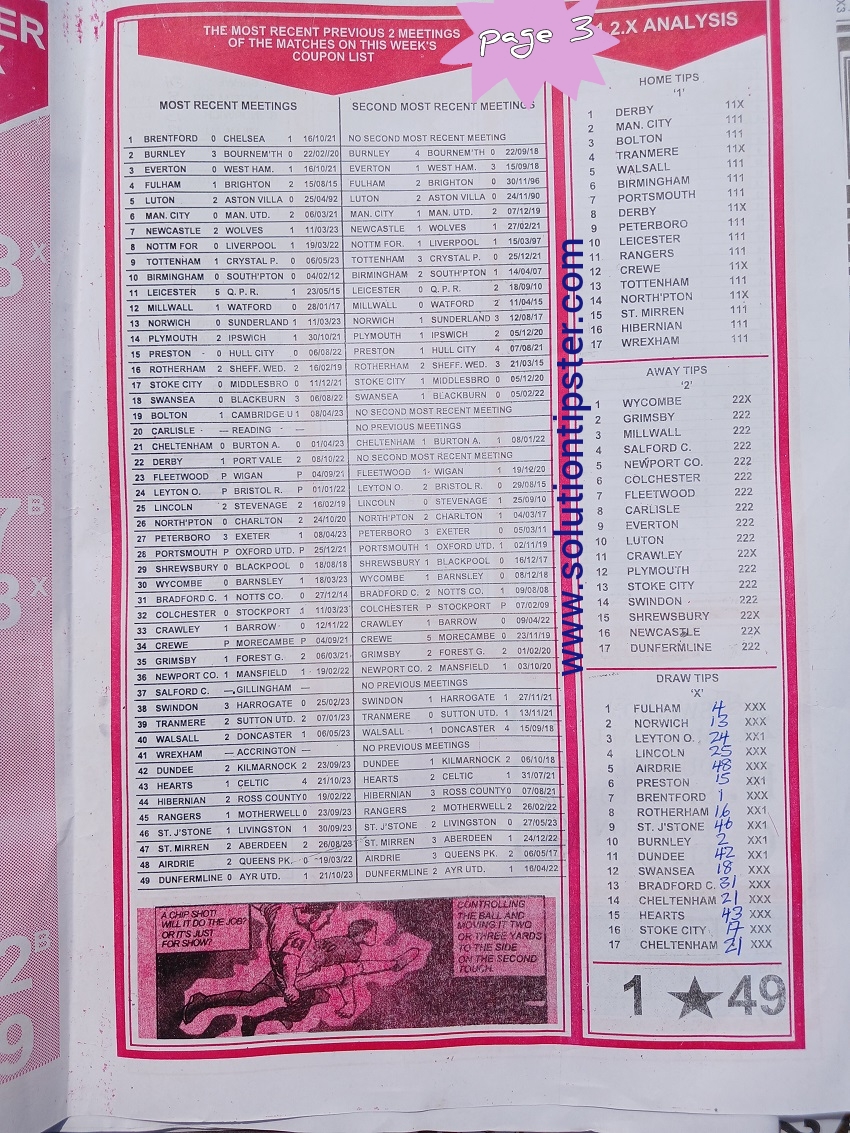 ER
X
THE MOST RECENT PREVIOUS 2 MEETINGS
OF THE MATCHES ON THIS WEEK'S
COUPON LIST
page 3
1.2.X ANALYSIS
MOST RECENT MEETINGS SECOND MOST RECENT MEETINGS
1 BRENTFORD 0 CHELSEA 1 16/10/21 NO SECOND MOST RECENT MEETING
2 BURNLEY 3 BOURNEM'TH 0 22/02/20 BURNLEY 4 BOURNEM'TH 0 22/09/18
3 EVERTON 0 WEST HAM. 1 16/10/21 EVERTON 1 WEST HAM. 3 15/09/18
4 FULHAM 1 BRIGHTON 2 15/08/15 FULHAM 2 BRIGHTON 0 30/11/96
5 LUTON 2 ASTON VILLA 0 25/04/92 LUTON 2 ASTON VILLA 0 24/11/90
6 MAN. CITY 0 MAN. UTD. 2 06/03/21 MAN. CITY 1 MAN. UTD. 2 07/12/19
7 NEWCASTLE 2 WOLVES 1 11/03/23 NEWCASTLE 1 WOLVES 1 27/02/21
8 NOTTM FOR 0 LIVERPOOL 1 19/03/22 NOTTM FOR. 1 LIVERPOOL 1 15/03/97
9 TOTTENHAM 1 CRYSTAL P. 0 06/05/23 TOTTENHAM 3 CRYSTAL P. 0 25/12/21
10 BIRMINGHAM 0 SOUTH'PTON 0 04/02/12 BIRMINGHAM 2 SOUTH'PTON 1 14/04/07
11 LEICESTER 5 Q. P. R. 1 23/05/15 LEICESTER 0 Q. P. R. 2 18/09/10
12 MILLWALL 1 WATFORD 0 28/01/17 MILLWALL 0 WATFORD 2 11/04/15
13 NORWICH 0 SUNDERLAND 1 11/03/23 NORWICH 1 SUNDERLAND 3 12/08/17
14 PLYMOUTH 2 IPSWICH 1 30/10/21 PLYMOUTH 1 IPSWICH 2 05/12/20
15 PRESTON 0 HULL CITY 0 06/08/22 PRESTON 1 HULL CITY 4 07/08/21
16 ROTHERHAM 2 SHEFF. WED. 2 16/02/19 ROTHERHAM 2 SHEFF. WED. 3 21/03/15
17 STOKE CITY 0 MIDDLESBRO 0 11/12/21 STOKE CITY 1 MIDDLESBRO 0 05/12/20
18 SWANSEA 0 BLACKBURN 3 06/08/22 SWANSEA 1 BLACKBURN 0 05/02/22
19 BOLTON 1 CAMBRIDGE U 1 08/04/23 NO SECOND MOST RECENT MEETING
20 CARLISLE — READING — NO PREVIOUS MEETINGS
21 CHELTENHAM 0 BURTON A. 0 01/04/23 CHELTENHAM 1 BURTON A. 1 08/01/22
22 DERBY 1 PORT VALE 2 08/10/22 NO SECOND MOST RECENT MEETING
23 FLEETWOOD P WIGAN P 04/09/21 FLEETWOOD 1 WIGAN 1 19/12/20
24 LEYTON O. P BRISTOL R. P 01/01/22 LEYTON O. 2 BRISTOL R. 0 29/08/15
25 LINCOLN 2 STEVENAGE 2 16/02/19 LINCOLN 0 STEVENAGE 1 25/09/10
26 NORTH'PTON 0 CHARLTON 2 24/10/20 NORTH'PTON 2 CHARLTON 1 04/03/17
27 PETERBORO 3 EXETER 1 08/04/23 PETERBORO 3 EXETER 0 05/03/11
28 PORTSMOUTH P OXFORD UTD. P 25/12/21 PORTSMOUTH 1 OXFORD UTD. 1 02/11/19
29 SHREWSBURY 0 BLACKPOOL 0 18/08/18 SHREWSBURY 1 BLACKPOOL 0 16/12/17
30 WYCOMBE 0 BARNSLEY 1 18/03/23 WYCOMBE 1 BARNSLEY 0 08/12/18
31 BRADFORD C. 1 NOTTS CO. 0 27/12/14 BRADFORD C. 2 NOTTS CO. 1 09/08/08
32 COLCHESTER 0 STOCKPORT 1 11/03/23 COLCHESTER P STOCKPORT P 07/02/09
33 CRAWLEY 1 BARROW 0 12/11/22 CRAWLEY 1 BARROW 0 09/04/22
34 CREWE P MORECAMBE P 04/09/21 CREWE 5 MORECAMBE 0 23/11/19
35 GRIMSBY 1 FOREST G. 2 06/03/21 GRIMSBY 2 FOREST G. 2 01/02/20
36 NEWPORT CO. 1 MANSFIELD 1 19/02/22 NEWPORT CO. 2 MANSFIELD 1 03/10/20
37 SALFORD C. — GILLINGHAM — NO PREVIOUS MEETINGS
38 SWINDON 3 HARROGATE 0 25/02/23 SWINDON 1 HARROGATE 1 27/11/21
39 TRANMERE 2 SUTTON UTD. 2 07/01/23 TRANMERE 0 SUTTON UTD. 1 13/11/21
40 WALSALL 2 DONCASTER 1 06/05/23 WALSALL 1 DONCASTER 4 15/09/18
41 WREXHAM — ACCRINGTON — NO PREVIOUS MEETINGS
42 DUNDEE 2 KILMARNOCK 2 23/09/23 DUNDEE 1 KILMARNOCK 2 06/10/18
43 HEARTS 1 CELTIC 4 21/10/23 HEARTS 2 CELTIC 1 31/07/21
44 HIBERNIAN 2 ROSS COUNTY 0 19/02/22 HIBERNIAN 3 ROSS COUNTY 0 07/08/21
45 RANGERS 1 MOTHERWELL 0 23/09/23 RANGERS 2 MOTHERWELL 2 26/02/22
46 ST. J'STONE 1 LIVINGSTON 1 30/09/23 ST. J'STONE 2 LIVINGSTON 0 27/05/23
47 ST. MIRREN 2 ABERDEEN 2 26/08/23 ST. MIRREN 3 ABERDEEN 1 24/12/22
48 AIRDRIE 2 QUEENS PK. 0 19/03/22 AIRDRIE 3 QUEENS PK. 2 06/05/17
49 DUNFERMLINE 0 AYR UTD. 1 21/10/23 DUNFERMLINE 2 AYR UTD. 1 16/04/22
A CHIP SHOT!
WILL IT DO THE JOB?
OR IT'S JUST
FOR SHOW?
CONTROLLING
THE BALL AND
MOVING IT TWO
OR THREE YARDS
TO THE SIDE
ON THE SECOND
TOUCH.
www.solutiontipster.com
HOME TIPS
'1'
1 DERBY 11X
2 MAN. CITY 111
3 BOLTON 111
4 TRANMERE 11X
5 WALSALL 111
6 BIRMINGHAM 111
7 PORTSMOUTH 111
8 DERBY 11X
9 PETERBORO 111
10 LEICESTER 111
11 RANGERS 111
12 CREWE 11X
13 TOTTENHAM 111
14 NORTH'PTON 11X
15 ST. MIRREN 111
16 HIBERNIAN 111
17 WREXHAM 111
AWAY TIPS
'2'
1 WYCOMBE 22X
2 GRIMSBY 222
3 MILLWALL 222
4 SALFORD C. 222
5 NEWPORT CO. 222
6 COLCHESTER 222
7 FLEETWOOD 222
8 CARLISLE 222
9 EVERTON 222
10 LUTON 222
11 CRAWLEY 22X
12 PLYMOUTH 222
13 STOKE CITY 222
14 SWINDON 222
15 SHREWSBURY 22X
16 NEWCASTLE 22X
17 DUNFERMLINE 222
DRAW TIPS
'X'
1 FULHAM 4 XXX
2 NORWICH 13 XXX
3 LEYTON O. 24 XX1
4 LINCOLN 25 XXX
5 AIRDRIE 48 XXX
6 PRESTON 15 XX1
7 BRENTFORD 1 XXX
8 ROTHERHAM 16 XX1
9 ST. J'STONE 46 XX1
10 BURNLEY 2 XX1
11 DUNDEE 42 XX1
12 SWANSEA 18 XXX
13 BRADFORD C. 31 XXX
14 CHELTENHAM 21 XXX
15 HEARTS 43 XXX
16 STOKE CITY 17 XXX
17 CHELTENHAM 21 XXX
1 ★ 49